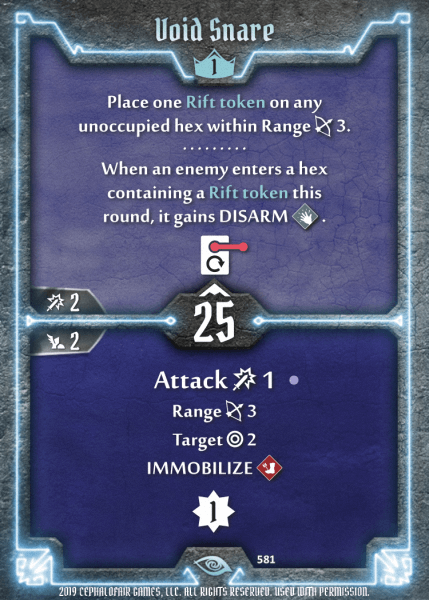 Void Snare
1
Place one Rift token on any
unoccupied hex within Range 3.
.........
When an enemy enters a hex
containing a Rift token this
round, it gains DISARM .
2
25
2
Attack 1
Range 3
Target 2
IMMOBILIZE
1
581
2019 CEPHALOFAIR GAMES, LLC. ALL RIGHTS RESERVED. USED WITH PERMISSION.